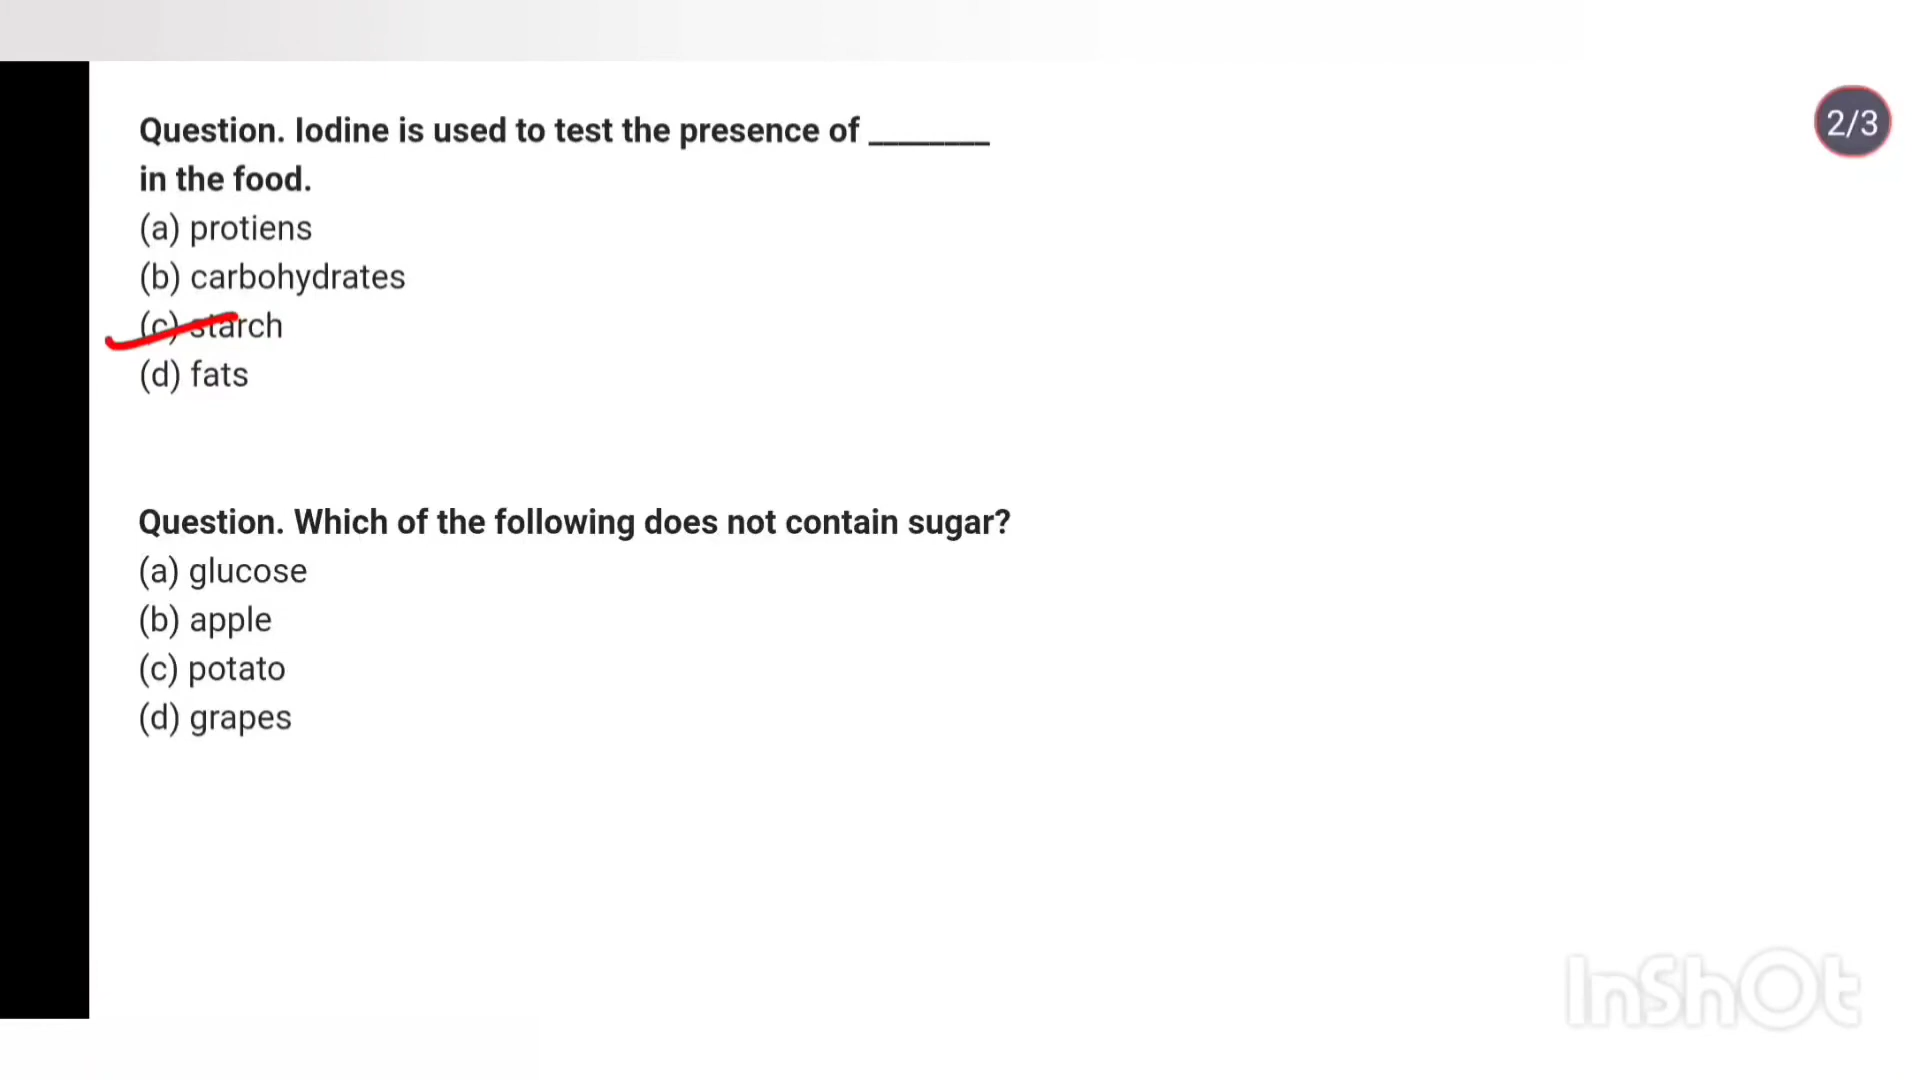 2/3
Question. Iodine is used to test the presence of _______
in the food.
(a) protiens
(b) carbohydrates
(c) starch
(d) fats
Question. Which of the following does not contain sugar?
(a) glucose
(b) apple
(c) potato
(d) grapes
InShOt